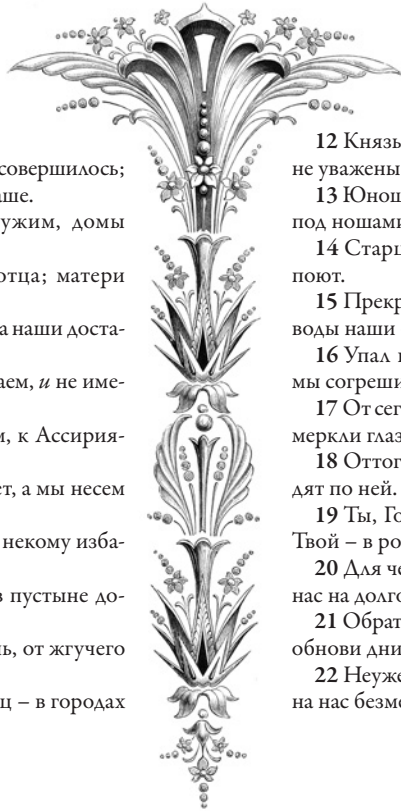 совершилось;
аше.
ужим, домы
отца; матери
а наши доста-
аем, и не име-
м, к Ассирия-
ет, а мы несем
некому изба-
в пустыне до-
ь, от жгучего
ц – в городах
12 Князь
не уважены
13 Юнош
под ношами
14 Стар
поют.
15 Прекр
воды наши
16 Упал
мы согреши
17 От сег
меркли глаз
18 Оттог
дят по ней.
19 Ты, Го
Твой – в ро
20 Для че
нас на долго
21 Обрат
обнови дни
22 Неуже
на нас безме